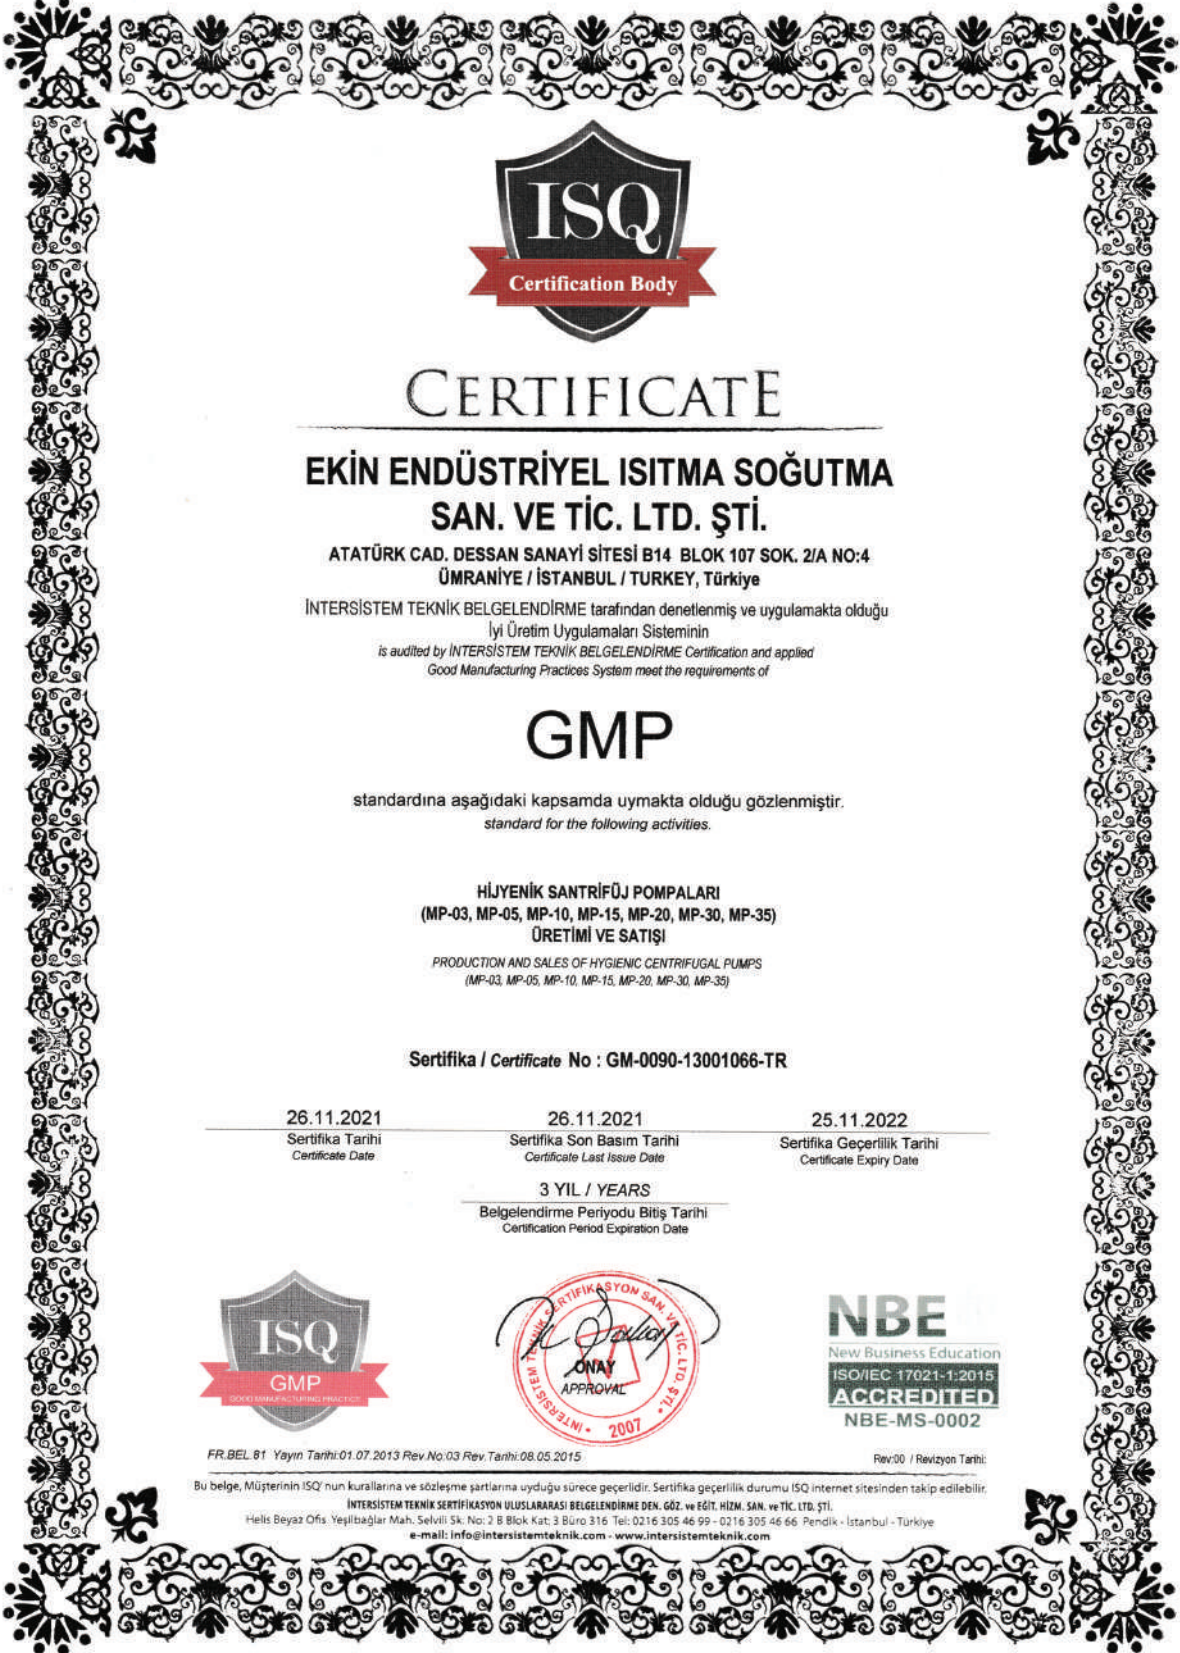 ISQ
Certification Body
CERTIFICATE
EKİN ENDÜSTRİYEL ISITMA SOĞUTMA
SAN. VE TİC. LTD. ŞTİ.
ATATÜRK CAD. DESSAN SANAYİ SİTESİ B14 BLOK 107 SOK. 2/A NO:4
ÜMRANİYE / İSTANBUL / TURKEY, Türkiye
İNTERSİSTEM TEKNİK BELGELENDİRME tarafından denetlenmiş ve uygulamakta olduğu
İyi Üretim Uygulamaları Sisteminin
is audited by İNTERSİSTEM TEKNİK BELGELENDİRME Certification and applied
Good Manufacturing Practices System meet the requirements of
GMP
standardına aşağıdaki kapsamda uymakta olduğu gözlenmiştir.
standard for the following activities.
HİJYENİK SANTRİFÜJ POMPALARI
(MP-03, MP-05, MP-10, MP-15, MP-20, MP-30, MP-35)
ÜRETİMİ VE SATIŞI
PRODUCTION AND SALES OF HYGIENIC CENTRIFUGAL PUMPS
(MP-03, MP-05, MP-10, MP-15, MP-20, MP-30, MP-35)
Sertifika / Certificate No : GM-0090-13001066-TR
26.11.2021 26.11.2021 25.11.2022
Sertifika Tarihi Sertifika Son Basım Tarihi Sertifika Geçerlilik Tarihi
Certificate Date Certificate Last Issue Date Certificate Expiry Date
3 YIL / YEARS
Belgelendirme Periyodu Bitiş Tarihi
Certification Period Expiration Date
ISQ
GMP
GOOD MANUFACTURING PRACTICE
INTERSİSTEM TEKNİK SERTİFİKASYON SAN. VE TİC. LTD. ŞTİ.
ONAY
APPROVAL
2007
NBE
New Business Education
ISO/IEC 17021-1:2015
ACCREDITED
NBE-MS-0002
FR.BEL.81 Yayın Tarihi:01.07.2013 Rev.No:03 Rev.Tarihi:08.05.2015
Rev:00 / Revizyon Tarihi:
Bu belge, Müşterinin ISQ' nun kurallarına ve sözleşme şartlarına uyduğu sürece geçerlidir. Sertifika geçerlilik durumu ISQ internet sitesinden takip edilebilir.
İNTERSİSTEM TEKNİK SERTİFİKASYON ULUSLARARASI BELGELENDİRME DEN. GÖZ. ve EĞİT. HİZM. SAN. ve TİC. LTD. ŞTİ.
Helis Beyaz Ofis Yeşilbağlar Mah. Selvili Sk. No: 2 B Blok Kat: 3 Büro 316 Tel: 0216 305 46 99 - 0216 305 46 66 Pendik - İstanbul - Türkiye
e-mail: info@intersistemteknik.com - www.intersistemteknik.com